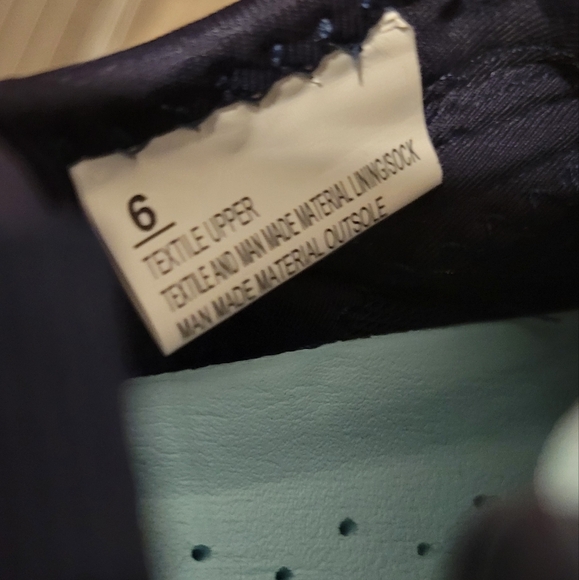 6
TEXTILE UPPER
TEXTILE AND MAN MADE MATERIAL LINING/SOCK
MAN MADE MATERIAL OUTSOLE